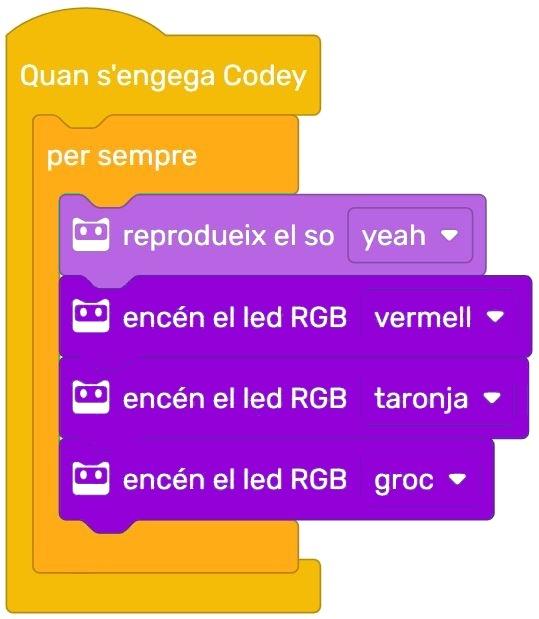 Quan s'engega Codey
per sempre
reprodueix el so yeah
encén el led RGB vermell
encén el led RGB taronja
encén el led RGB groc